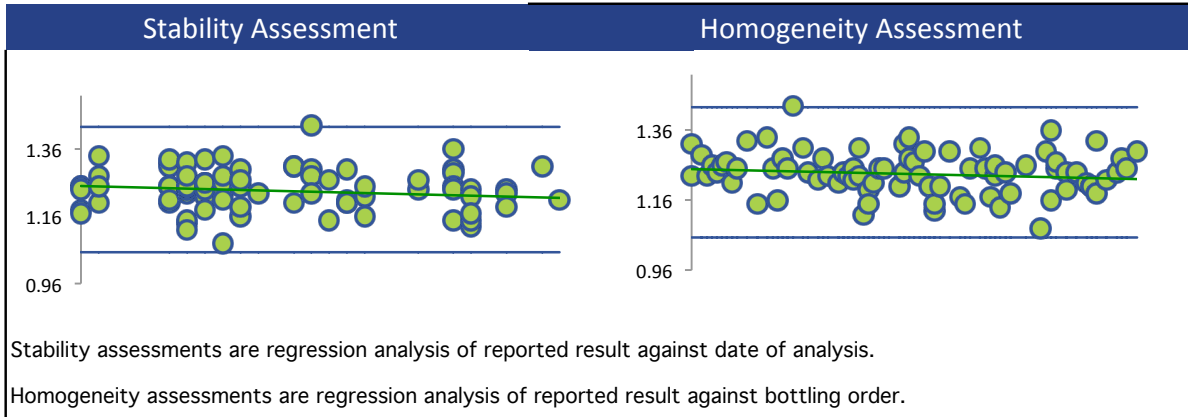 Stability Assessment
Homogeneity Assessment
1.36
1.16
0.96
1.36
1.16
0.96
Stability assessments are regression analysis of reported result against date of analysis.
Homogeneity assessments are regression analysis of reported result against bottling order.